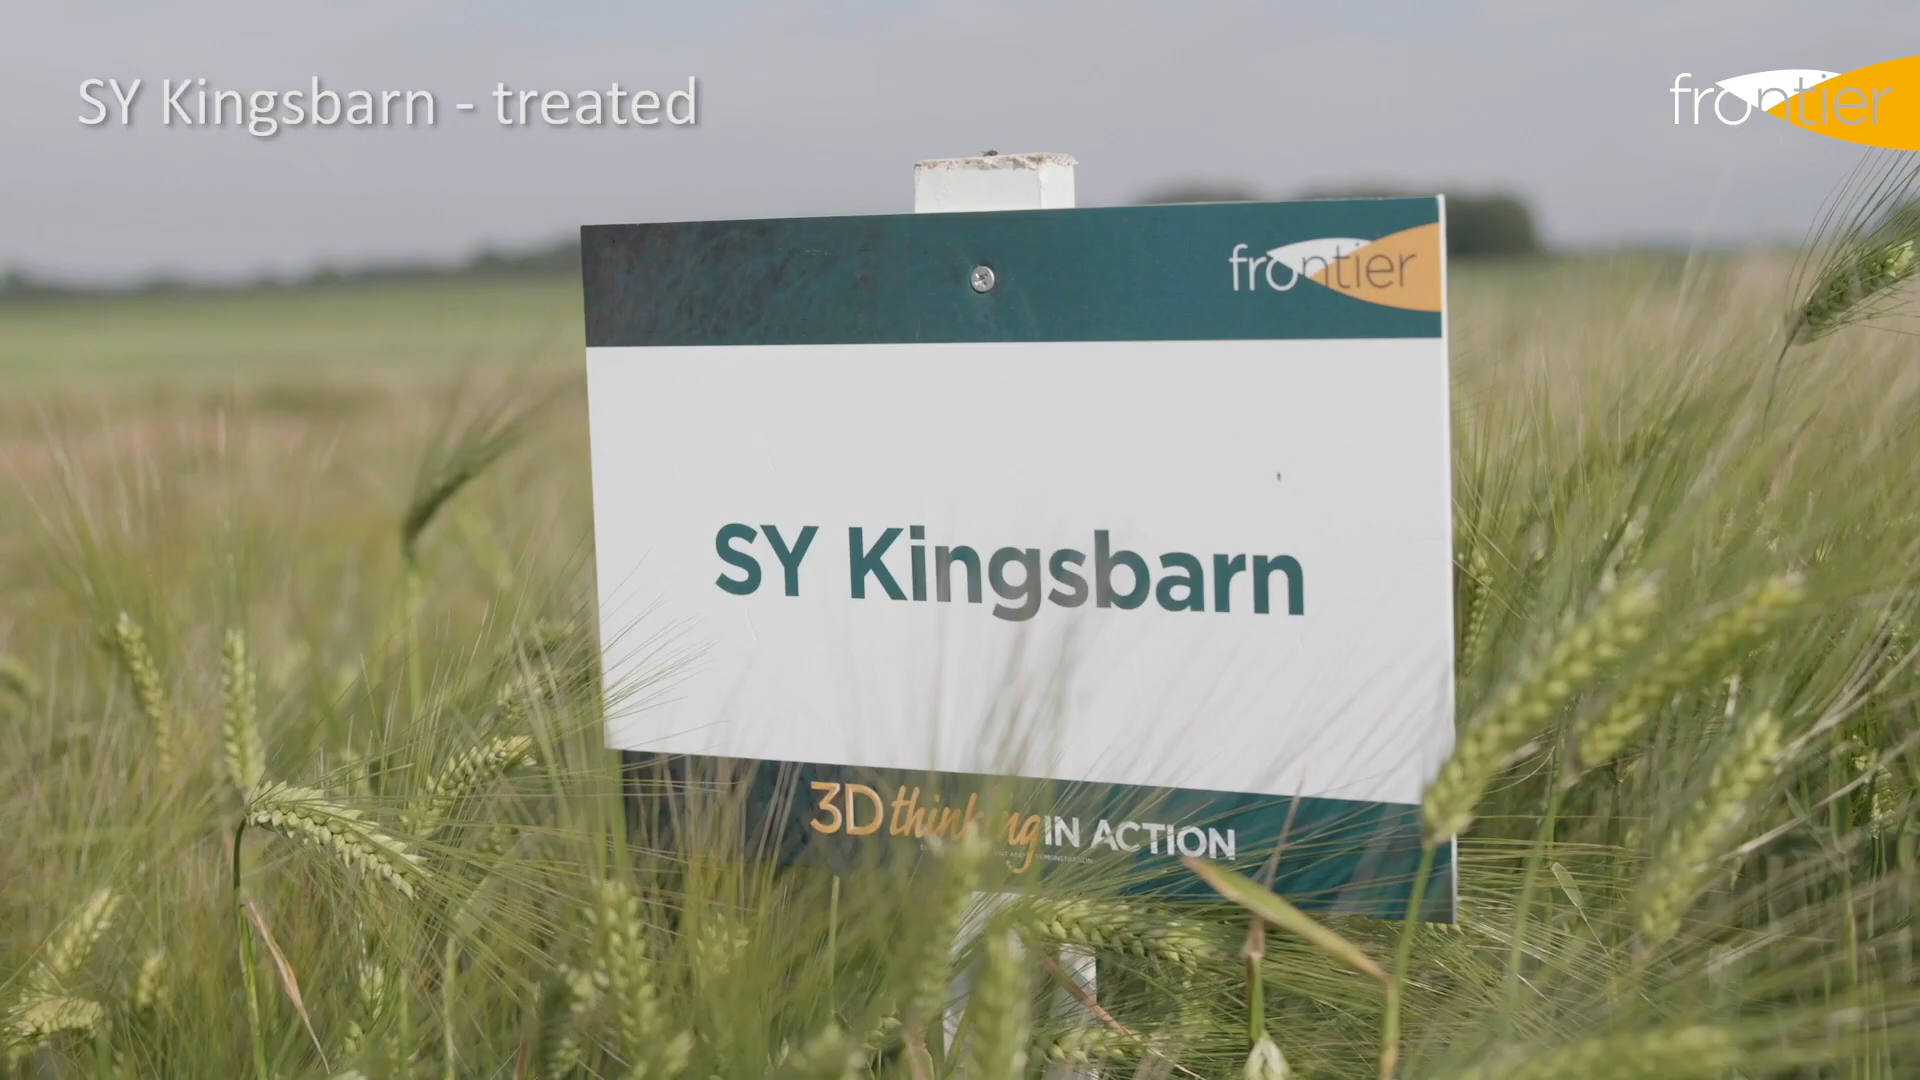 SY Kingsbarn - treated
frontier
frontier
SY Kingsbarn
3D thinking IN ACTION